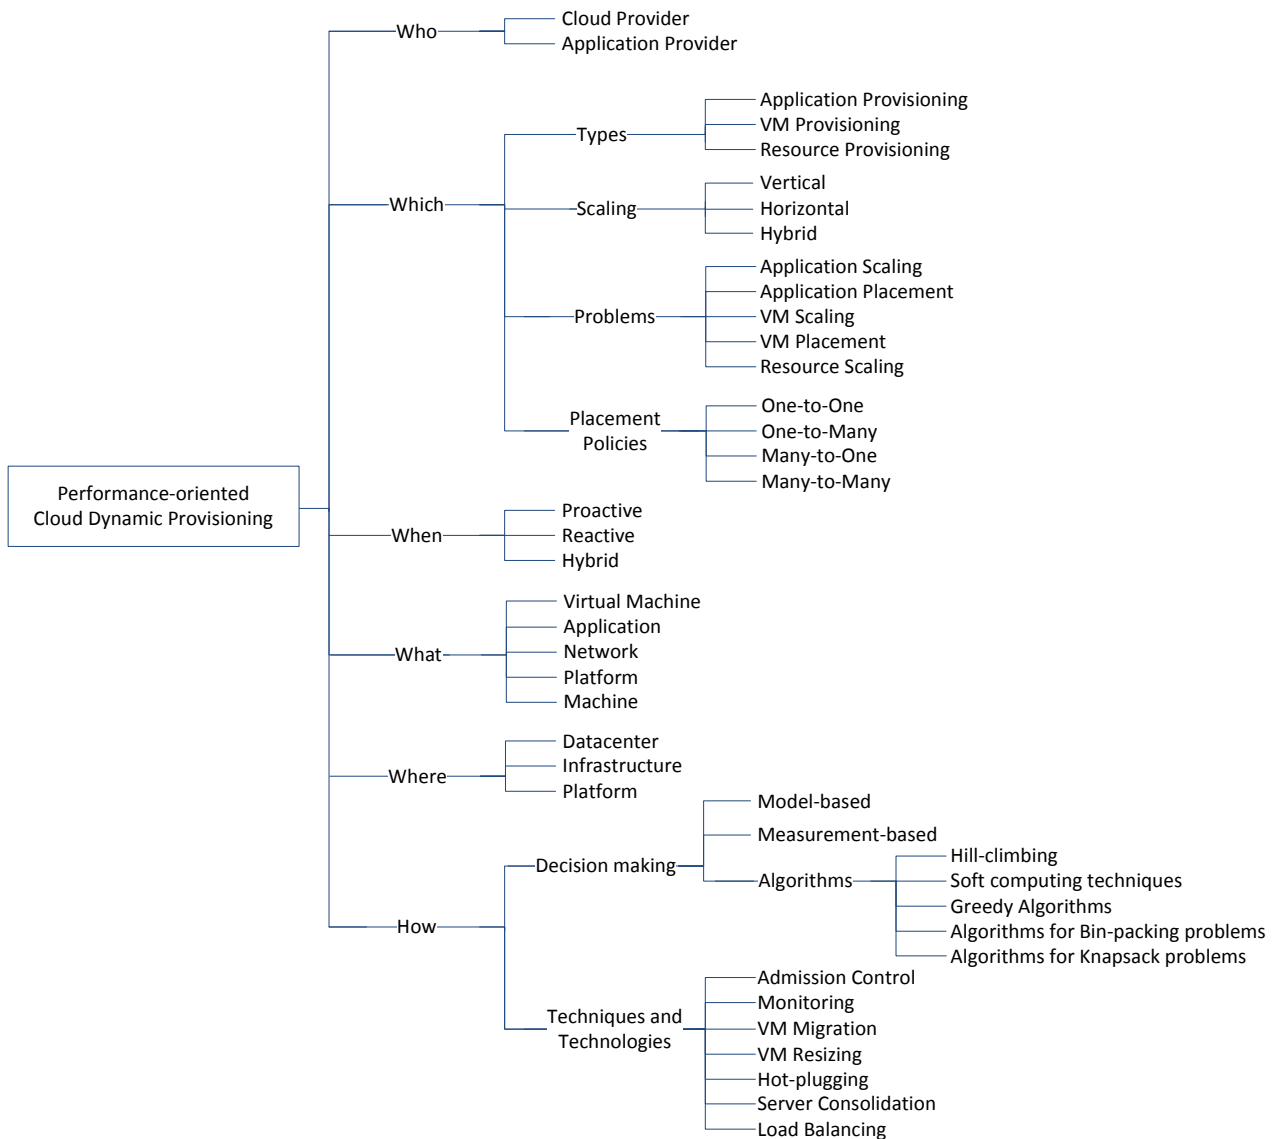 Performance-oriented
Cloud Dynamic Provisioning
Who
Cloud Provider
Application Provider
Which
Types
Application Provisioning
VM Provisioning
Resource Provisioning
Scaling
Vertical
Horizontal
Hybrid
Problems
Application Scaling
Application Placement
VM Scaling
VM Placement
Resource Scaling
Placement
Policies
One-to-One
One-to-Many
Many-to-One
Many-to-Many
When
Proactive
Reactive
Hybrid
What
Virtual Machine
Application
Network
Platform
Machine
Where
Datacenter
Infrastructure
Platform
How
Decision making
Model-based
Measurement-based
Algorithms
Hill-climbing
Soft computing techniques
Greedy Algorithms
Algorithms for Bin-packing problems
Algorithms for Knapsack problems
Techniques and
Technologies
Admission Control
Monitoring
VM Migration
VM Resizing
Hot-plugging
Server Consolidation
Load Balancing